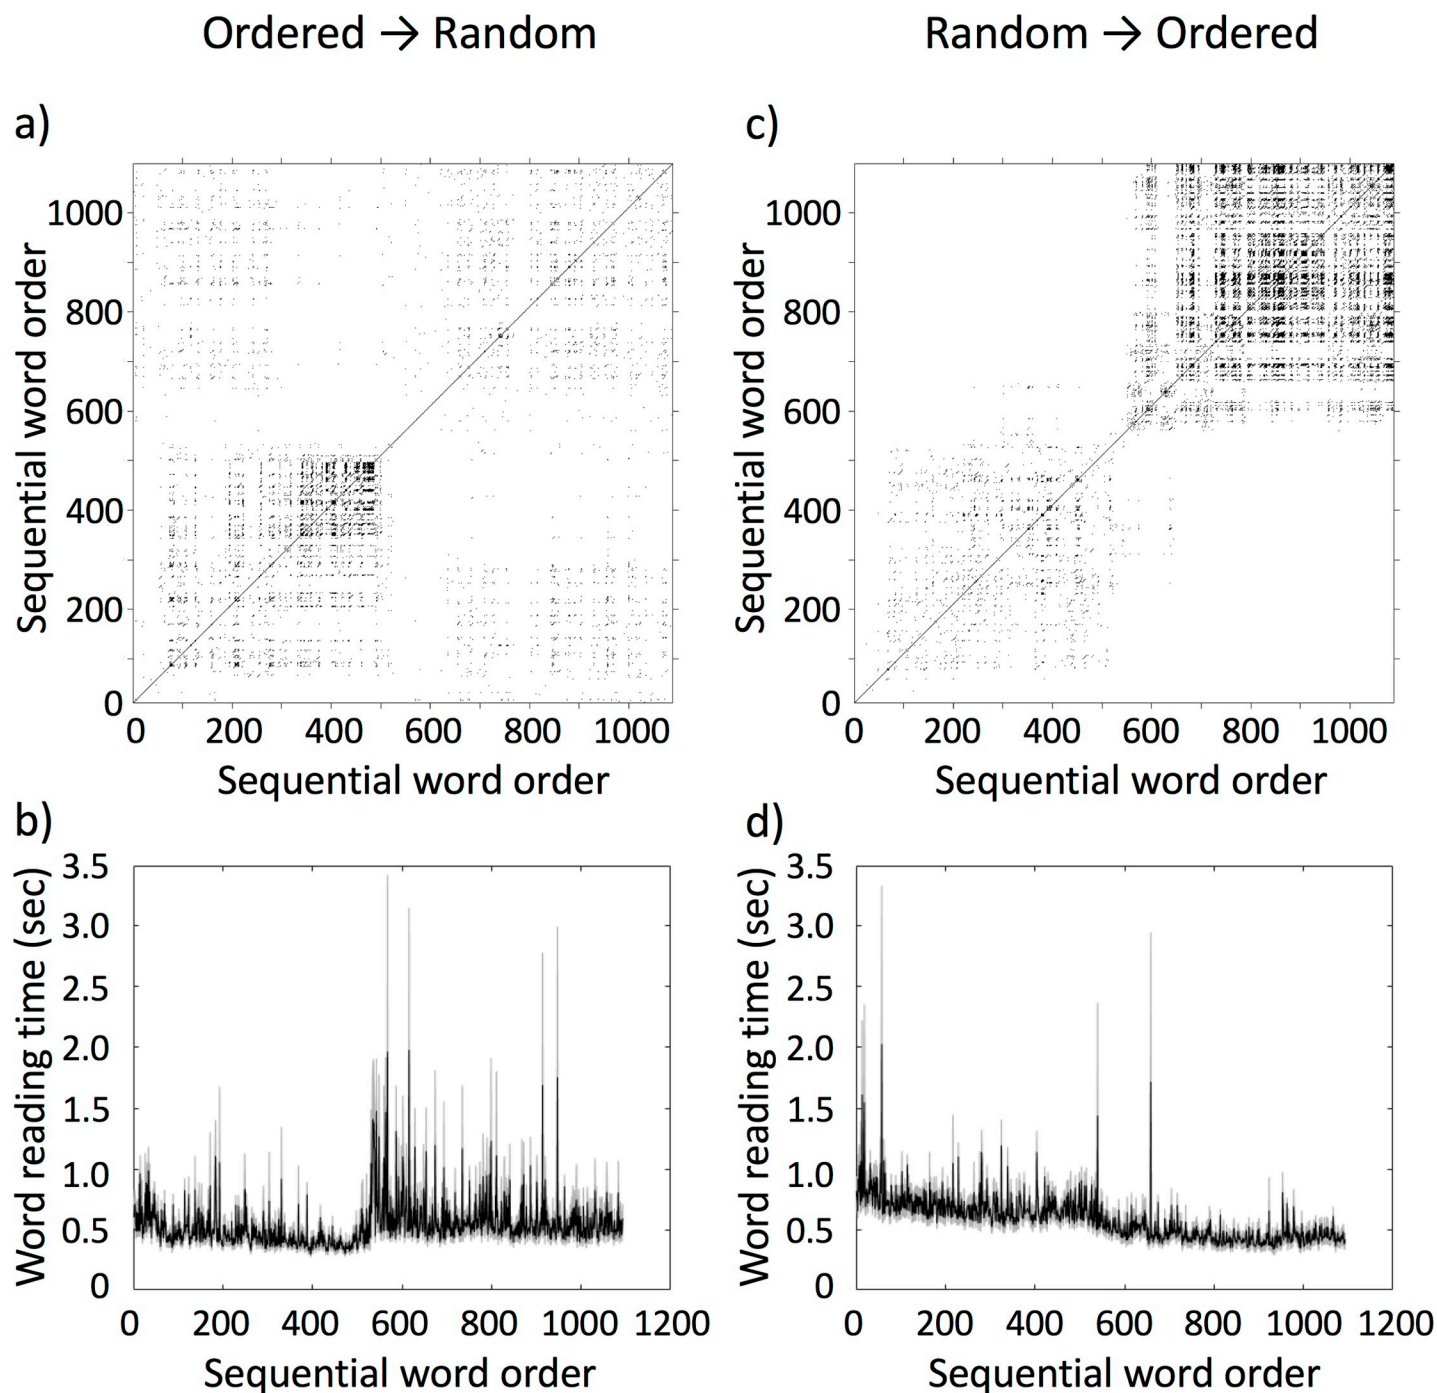 Ordered → Random
Random → Ordered
a)
c)
Sequential word order
1000
800
600
400
200
0
0 200 400 600 800 1000
Sequential word order
Sequential word order
1000
800
600
400
200
0
0 200 400 600 800 1000
Sequential word order
b)
d)
Word reading time (sec)
3.5
3.0
2.5
2.0
1.5
1.0
0.5
0
0 200 400 600 800 1000 1200
Sequential word order
Word reading time (sec)
3.5
3.0
2.5
2.0
1.5
1.0
0.5
0
0 200 400 600 800 1000 1200
Sequential word order